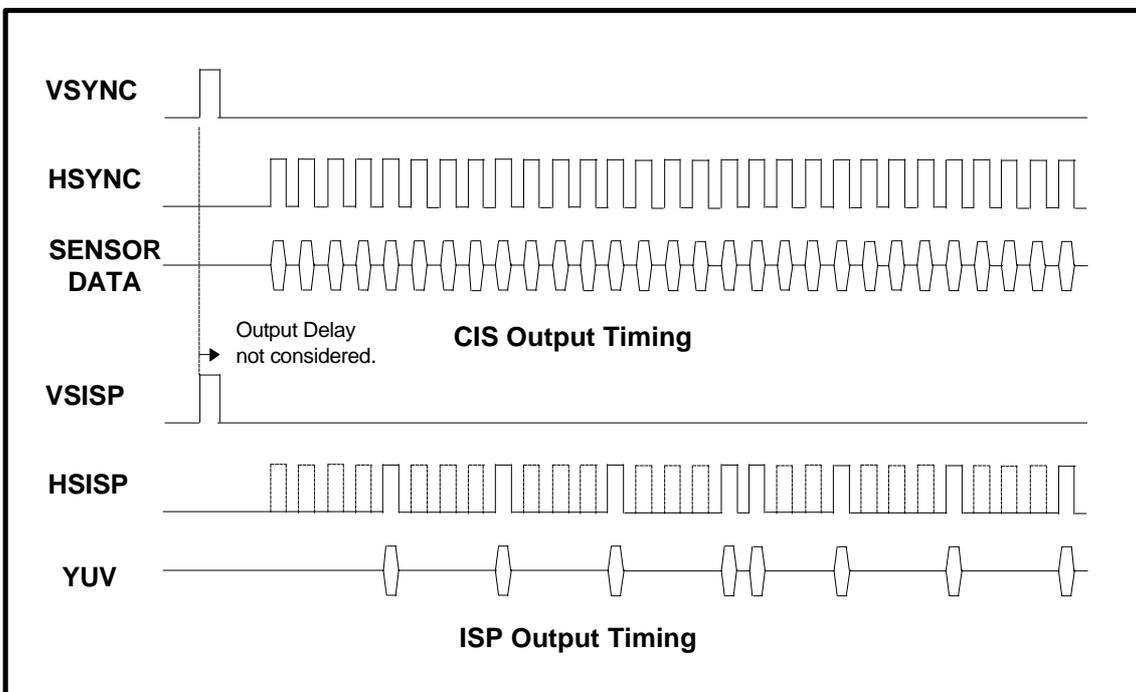 VSYNC
HSYNC
SENSOR
DATA
Output Delay
not considered.
CIS Output Timing
VSISP
HSISP
YUV
ISP Output Timing